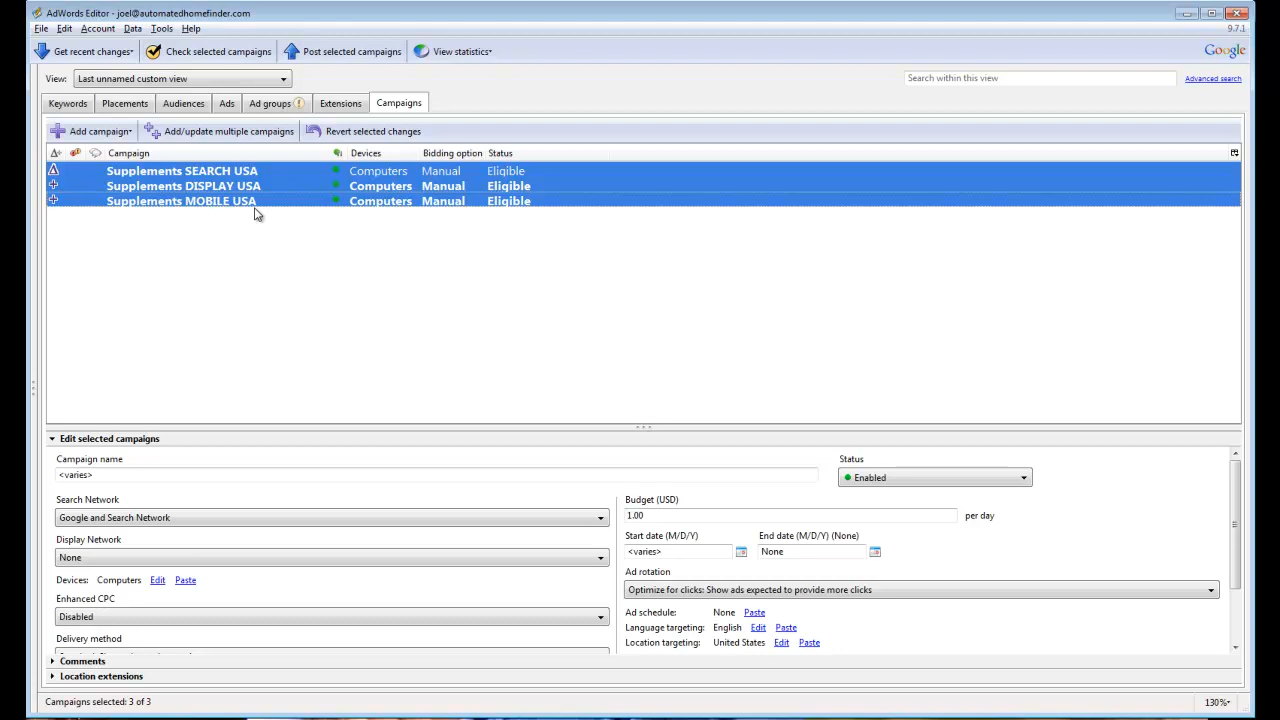 AdWords Editor - joel@automatedhomefinder.com
File Edit Account Data Tools Help 9.7.1
Get recent changes Check selected campaigns Post selected campaigns View statistics Google
View: Last unnamed custom view Search within this view Advanced search
Keywords Placements Audiences Ads Ad groups Extensions Campaigns
Add campaign Add/update multiple campaigns Revert selected changes
Campaign Devices Bidding option Status
Supplements SEARCH USA Computers Manual Eligible
Supplements DISPLAY USA Computers Manual Eligible
Supplements MOBILE USA Computers Manual Eligible
Edit selected campaigns
Campaign name Status
<varies> Enabled
Search Network Budget (USD)
Google and Search Network 1.00 per day
Display Network Start date (M/D/Y) End date (M/D/Y) (None)
None <varies> None
Devices: Computers Edit Paste Ad rotation
Enhanced CPC Optimize for clicks: Show ads expected to provide more clicks
Disabled Ad schedule: None Paste
Language targeting: English Edit Paste
Delivery method Location targeting: United States Edit Paste
Comments
Location extensions
Campaigns selected: 3 of 3 130%